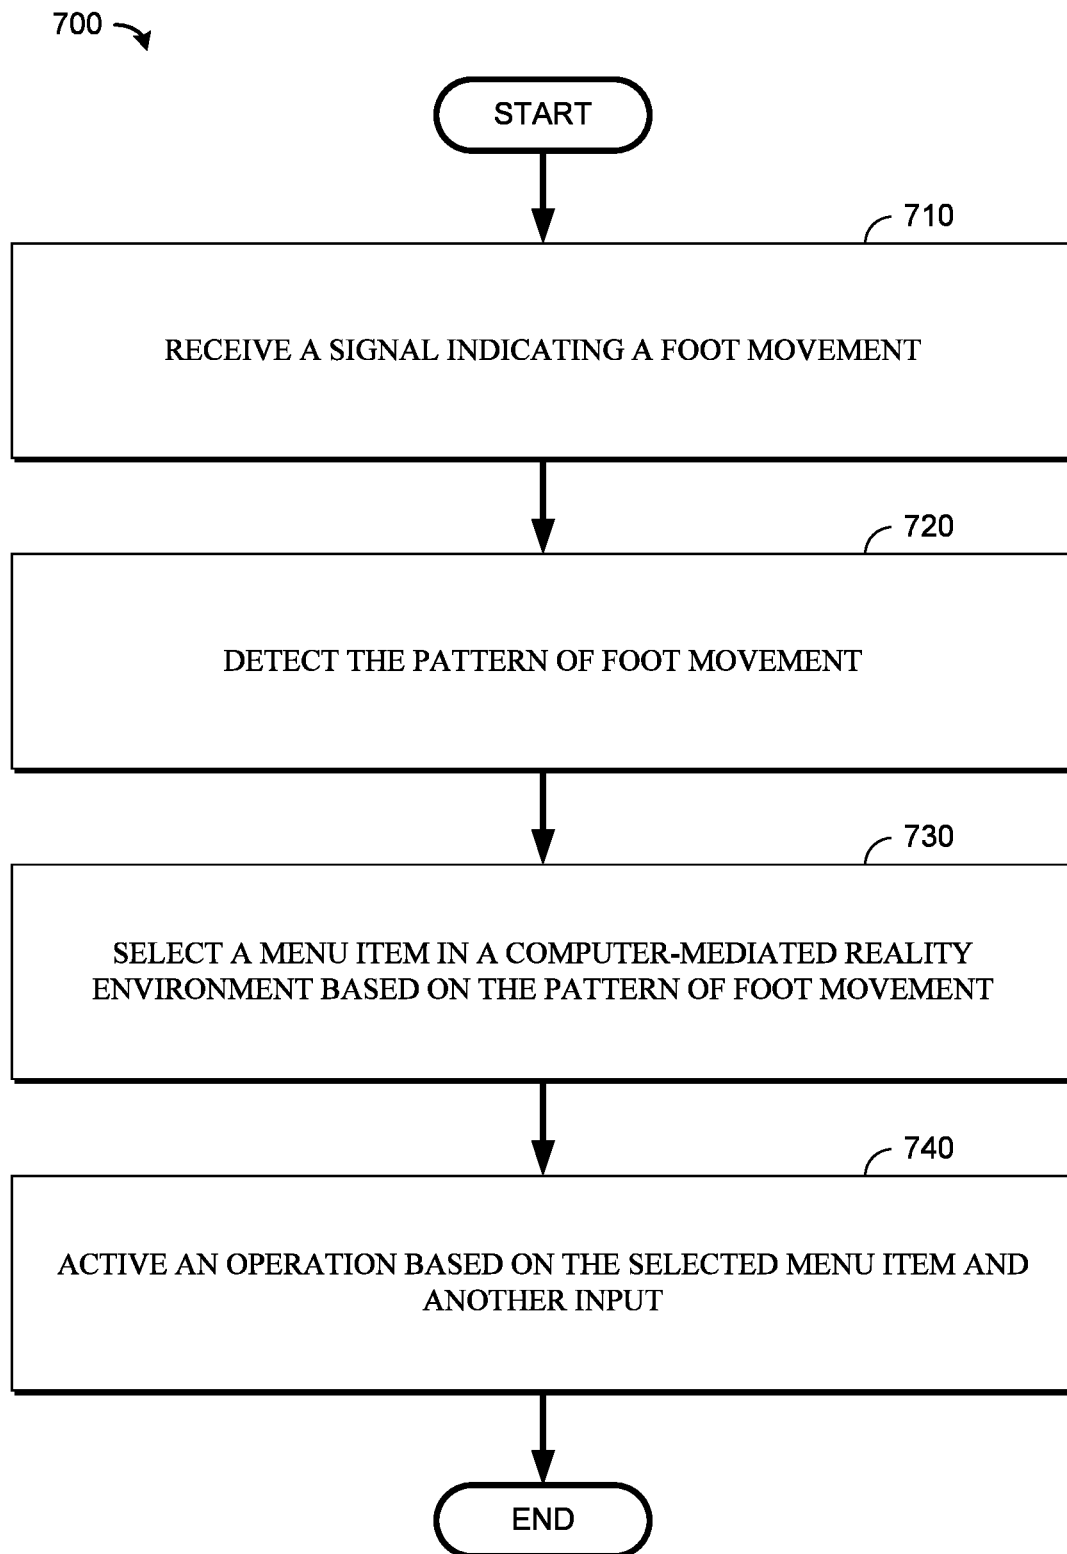 700
START
710
RECEIVE A SIGNAL INDICATING A FOOT MOVEMENT
720
DETECT THE PATTERN OF FOOT MOVEMENT
730
SELECT A MENU ITEM IN A COMPUTER-MEDIATED REALITY
ENVIRONMENT BASED ON THE PATTERN OF FOOT MOVEMENT
740
ACTIVE AN OPERATION BASED ON THE SELECTED MENU ITEM AND
ANOTHER INPUT
END